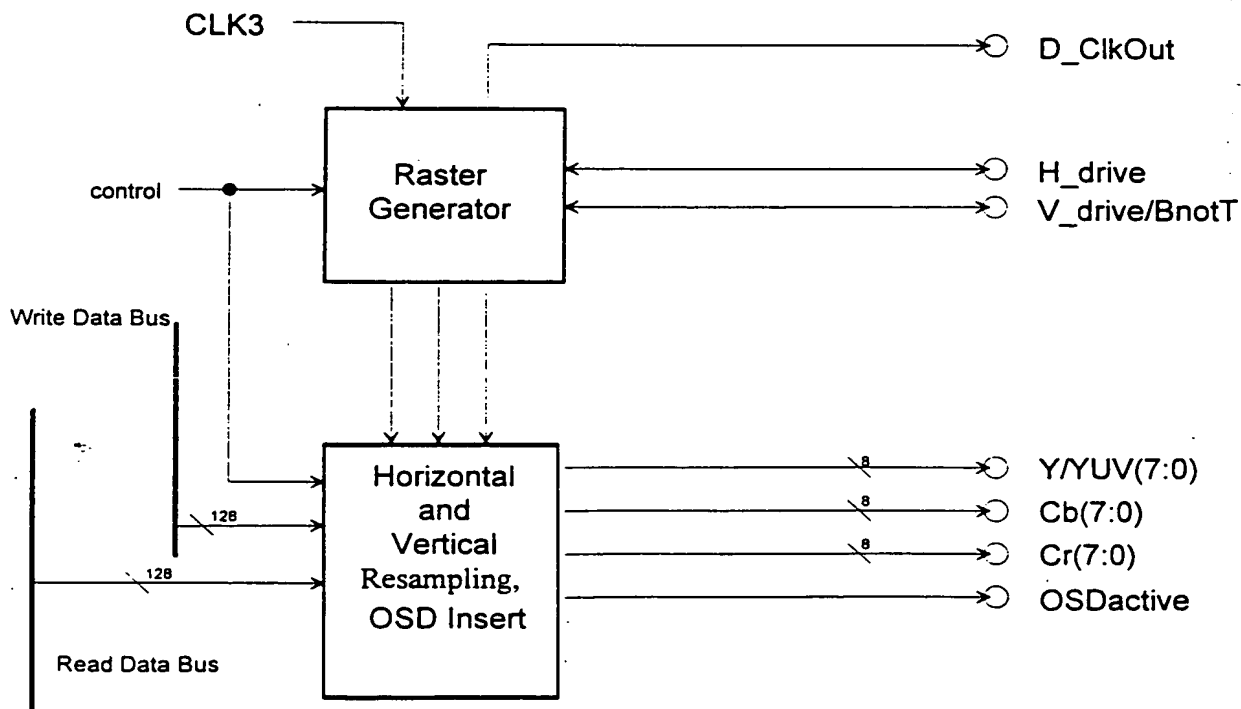 CLK3
D_ClkOut
control
Raster
Generator
H_drive
V_drive/BnotT
Write Data Bus
Horizontal
and
Vertical
Resampling,
OSD Insert
128
128
8
Y/YUV(7:0)
8
Cb(7:0)
8
Cr(7:0)
OSDactive
Read Data Bus